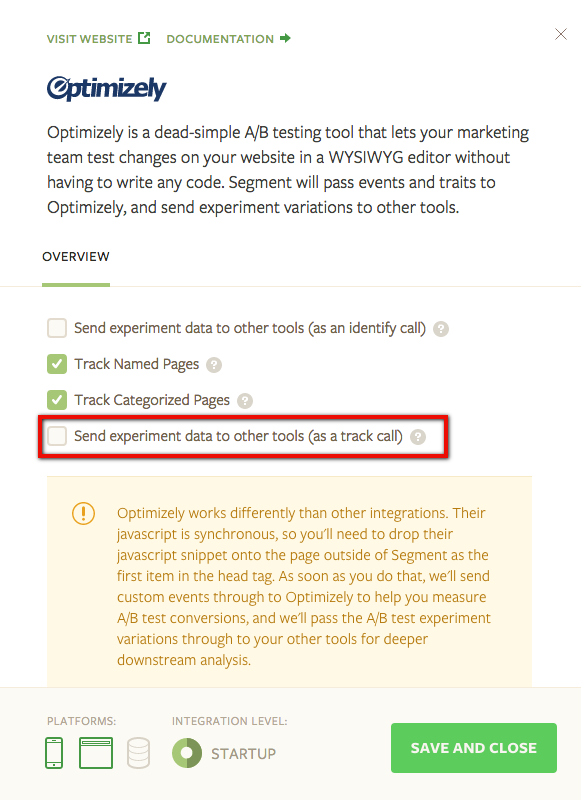 VISIT WEBSITE DOCUMENTATION
Optimizely
Optimizely is a dead-simple A/B testing tool that lets your marketing
team test changes on your website in a WYSIWYG editor without
having to write any code. Segment will pass events and traits to
Optimizely, and send experiment variations to other tools.
OVERVIEW
Send experiment data to other tools (as an identify call) ?
Track Named Pages ?
Track Categorized Pages ?
Send experiment data to other tools (as a track call) ?
Optimizely works differently than other integrations. Their
javascript is synchronous, so you'll need to drop their
javascript snippet onto the page outside of Segment as the
first item in the head tag. As soon as you do that, we'll send
custom events through to Optimizely to help you measure
A/B test conversions, and we'll pass the A/B test experiment
variations through to your other tools for deeper
downstream analysis.
PLATFORMS: INTEGRATION LEVEL:
STARTUP
SAVE AND CLOSE